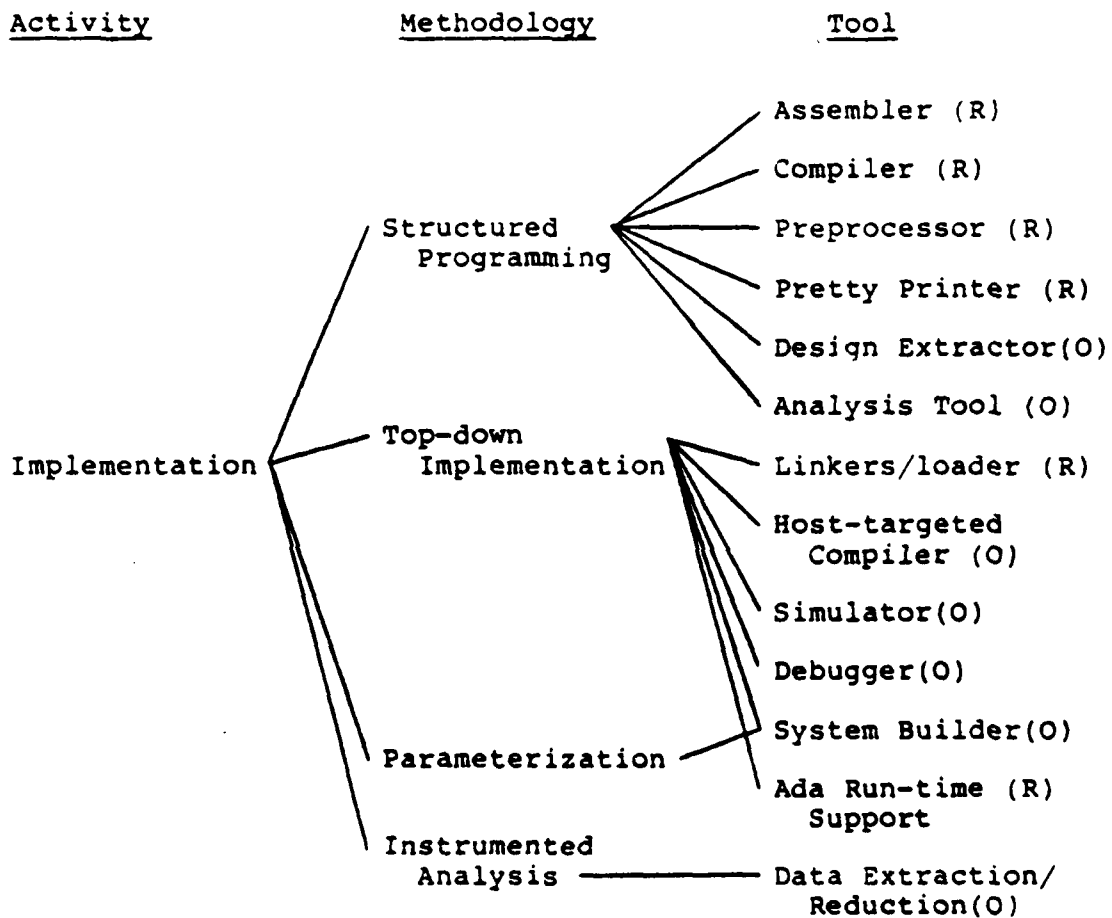 Activity Methodology Tool
Assembler (R)
Compiler (R)
Structured
Programming
Preprocessor (R)
Pretty Printer (R)
Design Extractor(O)
Analysis Tool (O)
Implementation
Top-down
Implementation
Linkers/loader (R)
Host-targeted
Compiler (O)
Simulator(O)
Debugger(O)
System Builder(O)
Parameterization
Ada Run-time (R)
Support
Instrumented
Analysis
Data Extraction/
Reduction(O)